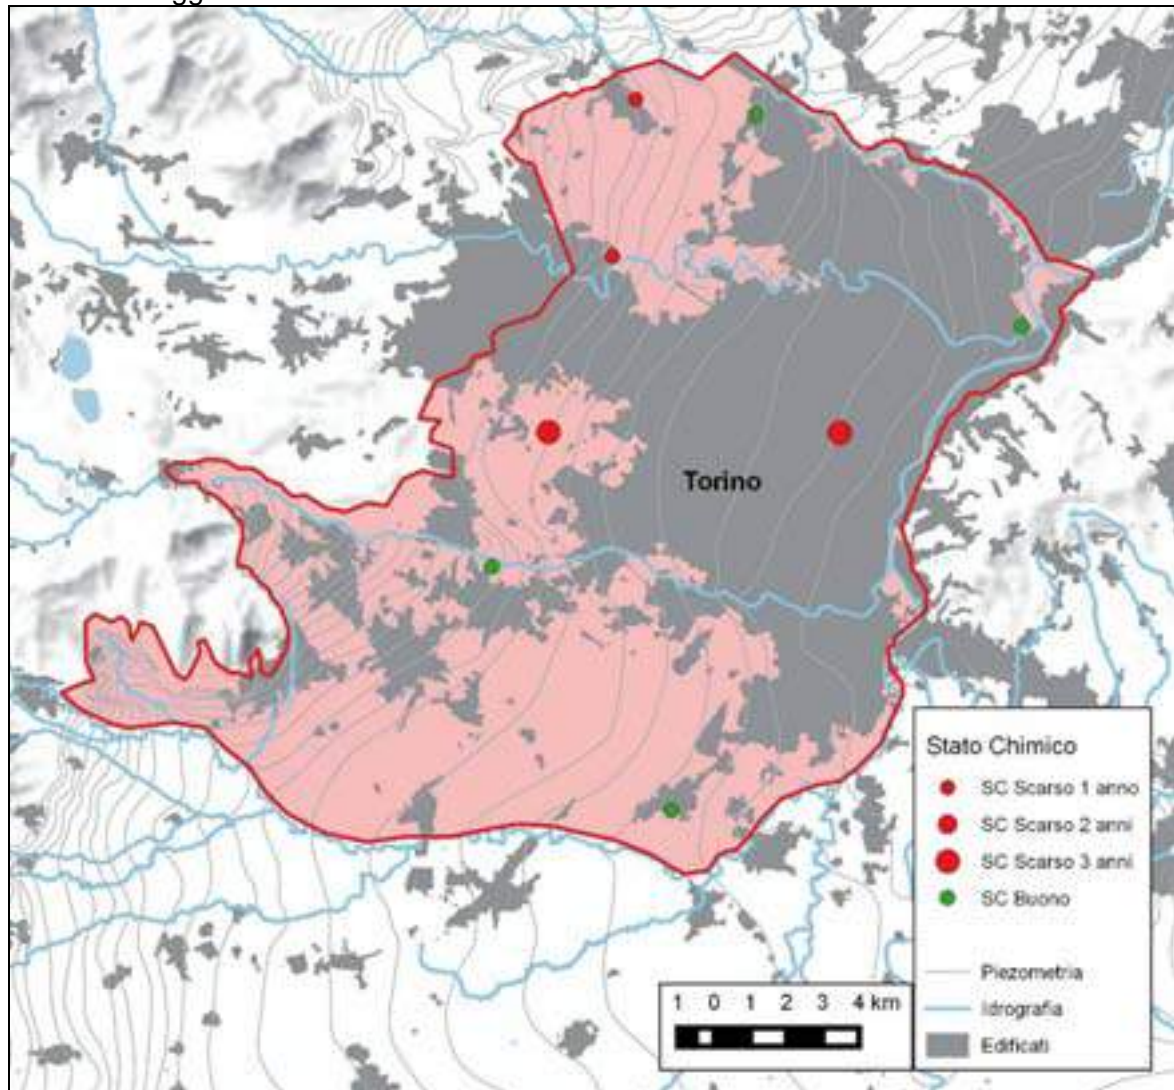 Torino
Stato Chimico
SC Scarso 1 anno
SC Scarso 2 anni
SC Scarso 3 anni
SC Buono
Piezometria
Idrografia
Edificati
1 0 1 2 3 4 km